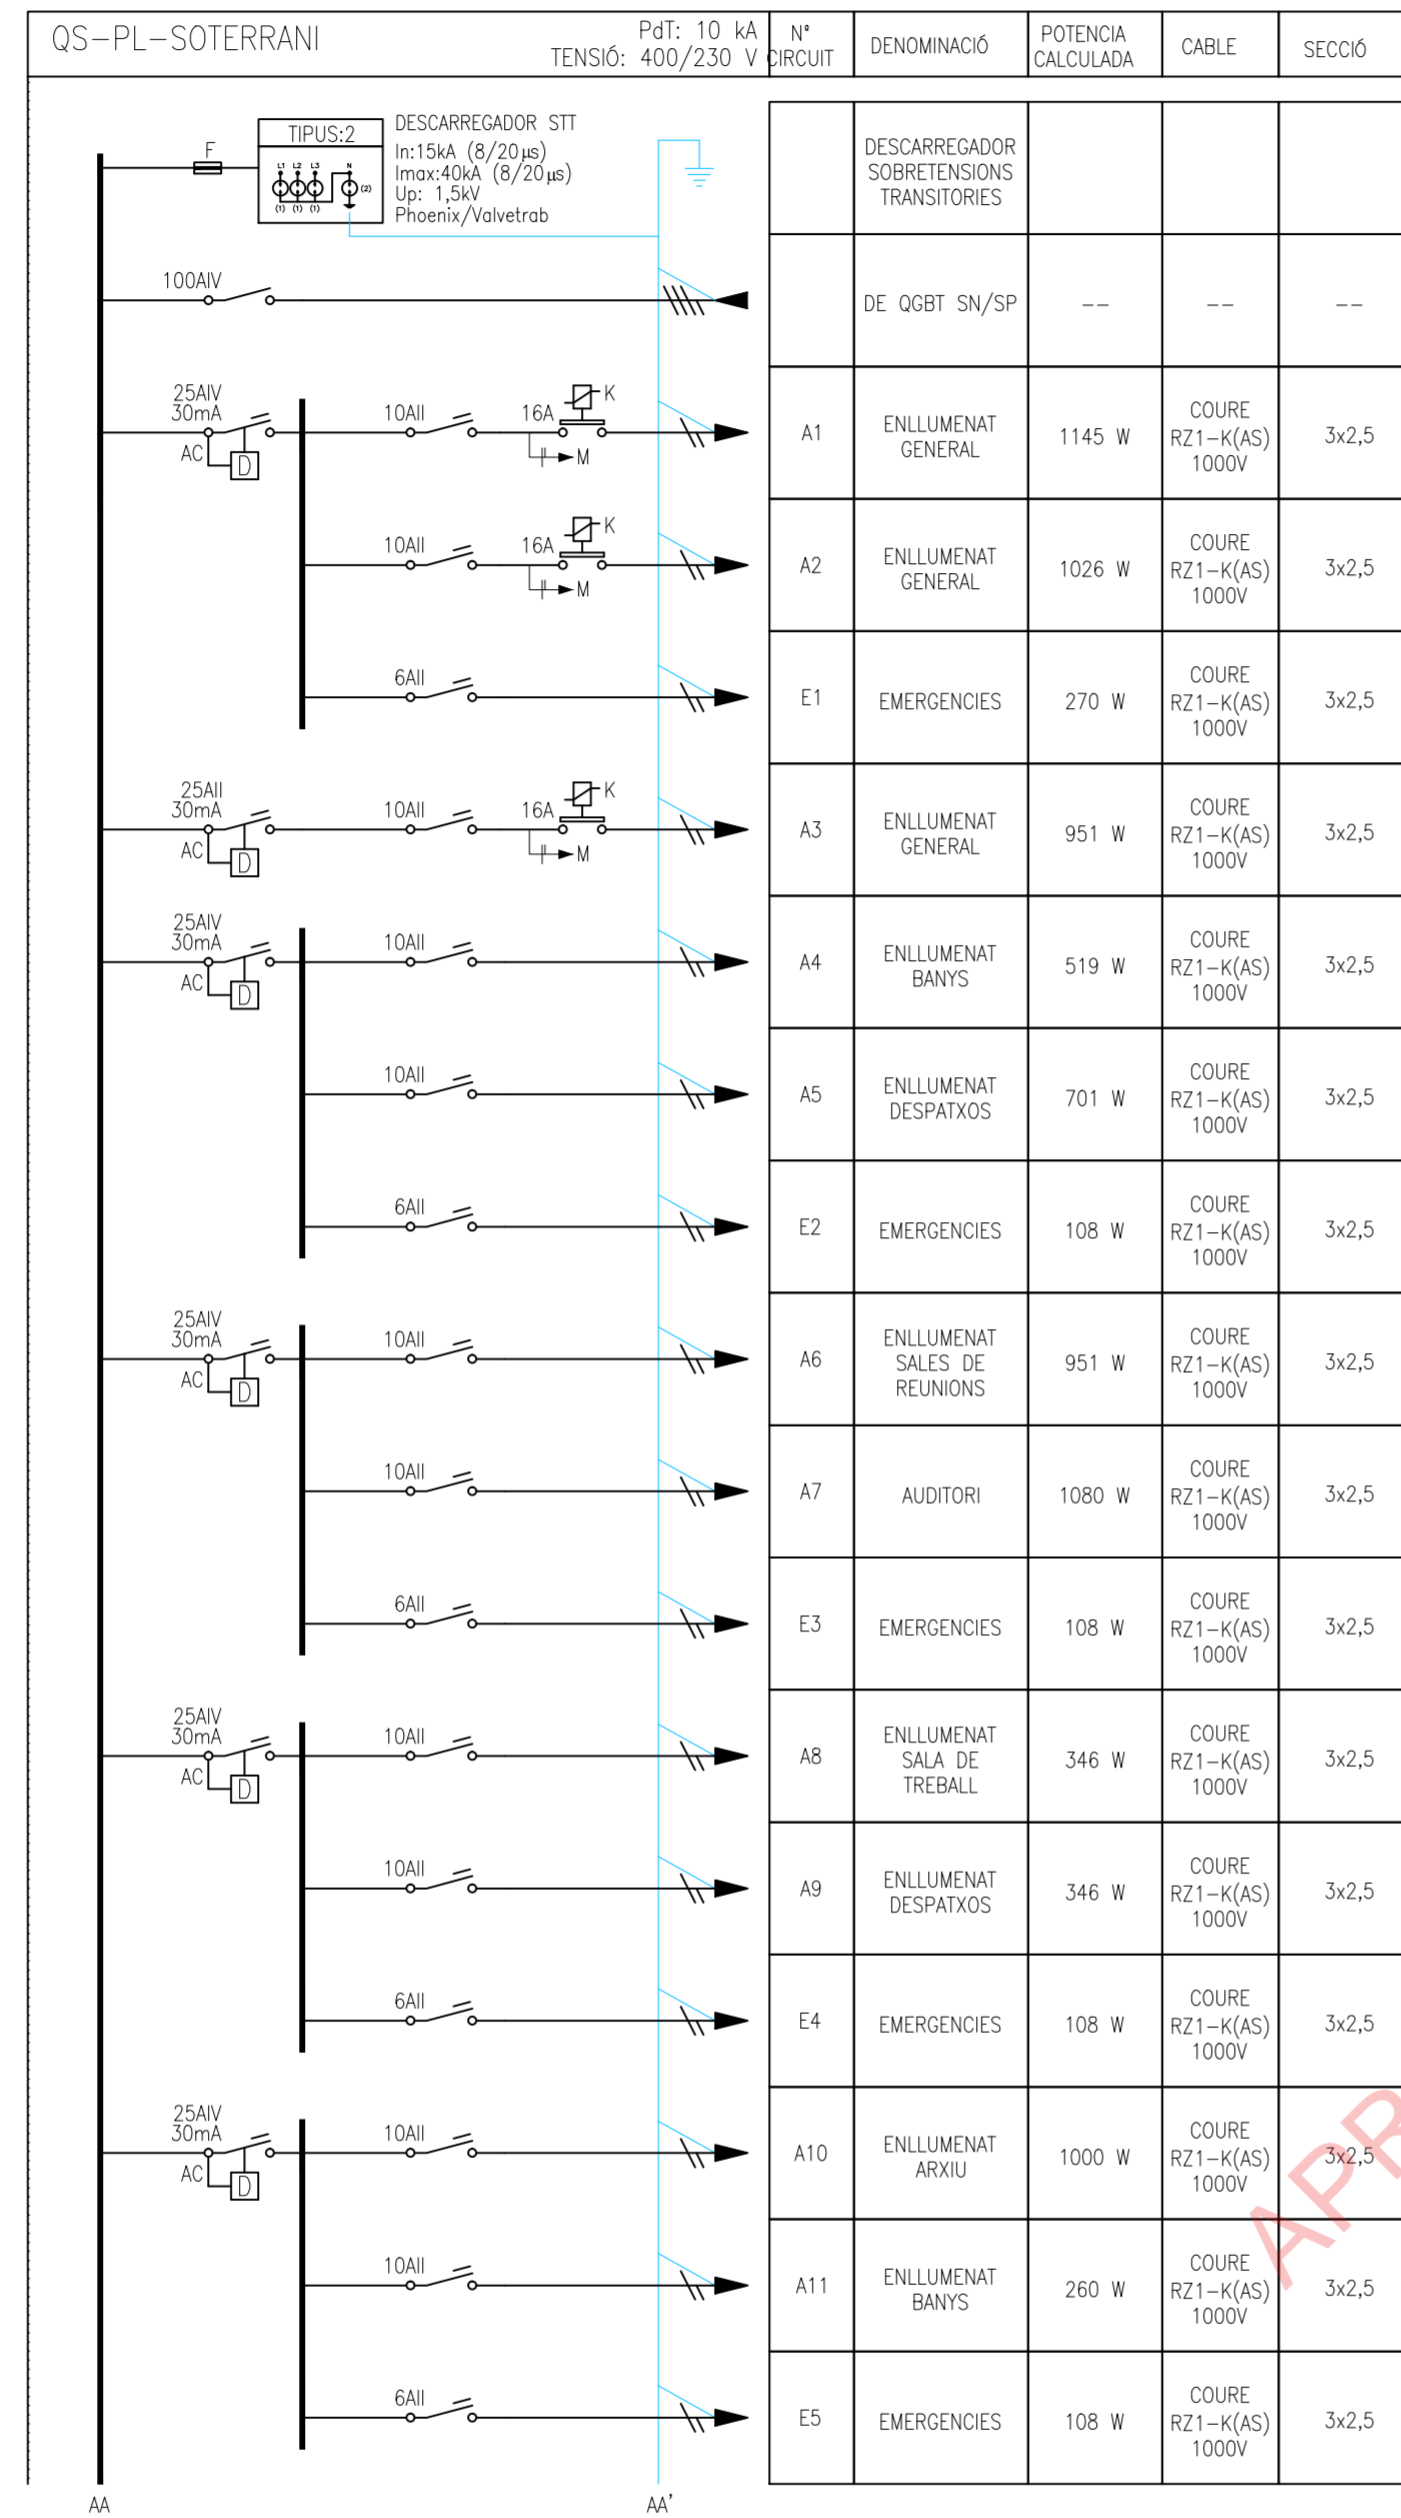 QS-PL-SOTERRANI
PdT: 10 kA
TENSIÓ: 400/230 V
Nº
CIRCUIT
DENOMINACIÓ
POTENCIA
CALCULADA
CABLE
SECCIÓ
F
TIPUS:2
L1 L2 L3 N
(1) (1) (1) (2)
DESCARREGADOR STT
In:15kA (8/20µs)
Imax:40kA (8/20µs)
Up: 1,5kV
Phoenix/Valvetrab
DESCARREGADOR
SOBRETENSIONS
TRANSITORIES
100AIV
DE QGBT SN/SP
-- -- --
25AIV
30mA
AC
D
10AII
16A
K
M
A1
ENLLUMENAT
GENERAL
1145 W
COURE
RZ1-K(AS)
1000V
3x2,5
10AII
16A
K
M
A2
ENLLUMENAT
GENERAL
1026 W
COURE
RZ1-K(AS)
1000V
3x2,5
6AII
E1
EMERGENCIES
270 W
COURE
RZ1-K(AS)
1000V
3x2,5
25AII
30mA
AC
D
10AII
16A
K
M
A3
ENLLUMENAT
GENERAL
951 W
COURE
RZ1-K(AS)
1000V
3x2,5
25AIV
30mA
AC
D
10AII
A4
ENLLUMENAT
BANYS
519 W
COURE
RZ1-K(AS)
1000V
3x2,5
10AII
A5
ENLLUMENAT
DESPATXOS
701 W
COURE
RZ1-K(AS)
1000V
3x2,5
6AII
E2
EMERGENCIES
108 W
COURE
RZ1-K(AS)
1000V
3x2,5
25AIV
30mA
AC
D
10AII
A6
ENLLUMENAT
SALES DE
REUNIONS
951 W
COURE
RZ1-K(AS)
1000V
3x2,5
10AII
A7
AUDITORI
1080 W
COURE
RZ1-K(AS)
1000V
3x2,5
6AII
E3
EMERGENCIES
108 W
COURE
RZ1-K(AS)
1000V
3x2,5
25AIV
30mA
AC
D
10AII
A8
ENLLUMENAT
SALA DE
TREBALL
346 W
COURE
RZ1-K(AS)
1000V
3x2,5
10AII
A9
ENLLUMENAT
DESPATXOS
346 W
COURE
RZ1-K(AS)
1000V
3x2,5
6AII
E4
EMERGENCIES
108 W
COURE
RZ1-K(AS)
1000V
3x2,5
25AIV
30mA
AC
D
10AII
A10
ENLLUMENAT
ARXIU
1000 W
COURE
RZ1-K(AS)
1000V
3x2,5
10AII
A11
ENLLUMENAT
BANYS
260 W
COURE
RZ1-K(AS)
1000V
3x2,5
6AII
E5
EMERGENCIES
108 W
COURE
RZ1-K(AS)
1000V
3x2,5
AA
AA'
APR